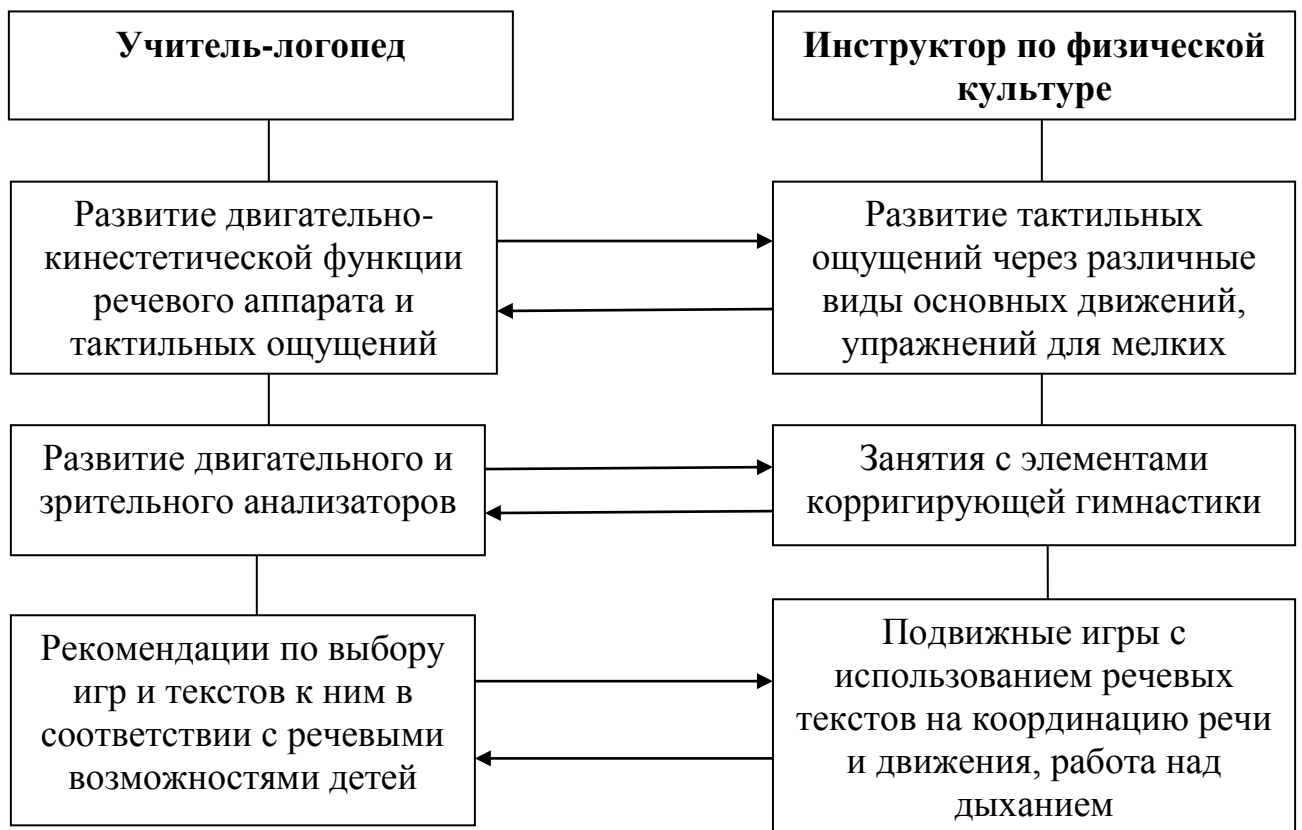 Учитель-логопед
Инструктор по физической
культуре
Развитие двигательно-
кинестетической функции
речевого аппарата и
тактильных ощущений
Развитие тактильных
ощущений через различные
виды основных движений,
упражнений для мелких
Развитие двигательного и
зрительного анализаторов
Занятия с элементами
корригирующей гимнастики
Рекомендации по выбору
игр и текстов к ним в
соответствии с речевыми
возможностями детей
Подвижные игры с
использованием речевых
текстов на координацию речи
и движения, работа над
дыханием